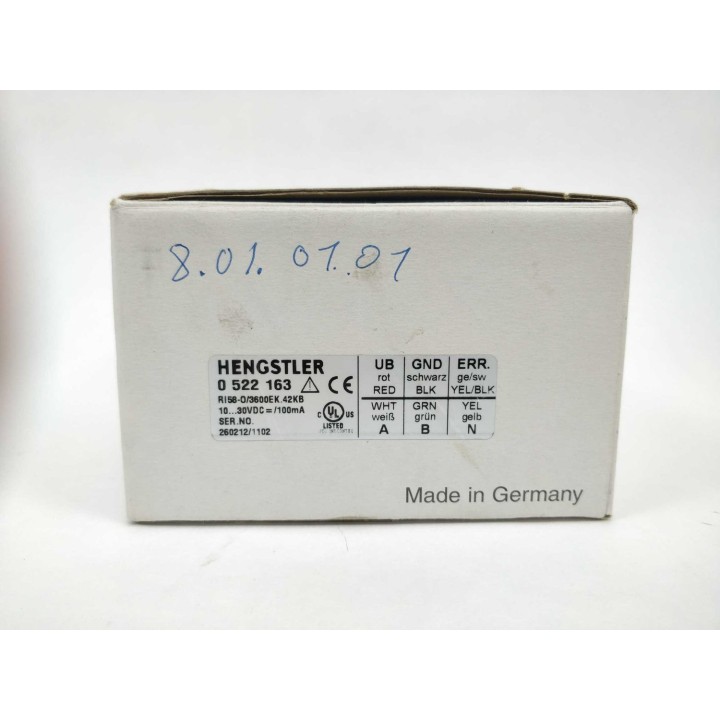 8.01. 01.01
HENGSTLER
0 522 163
RI58-O/3600EK.42KB
10...30VDC=/100mA
SER.NO.
260212/1102
C UL US
LISTED
UB GND ERR.
rot schwarz ge/sw
RED BLK YEL/BLK
WHT GRN YEL
weiß grün gelb
A B N
Made in Germany